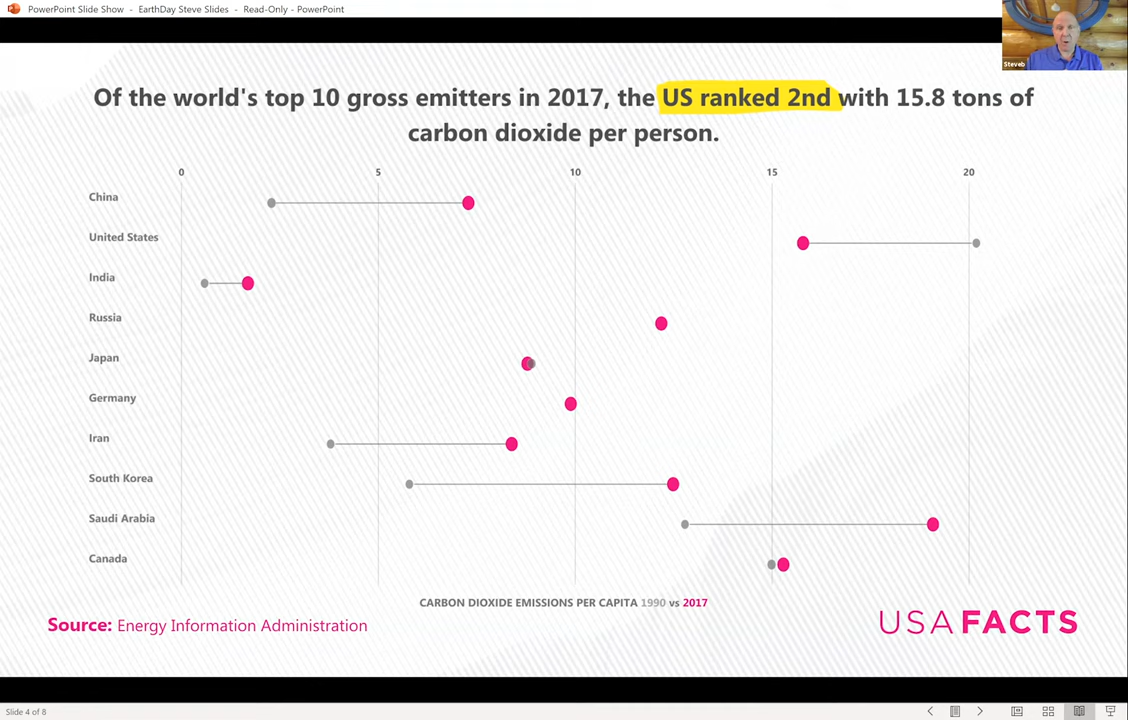 PowerPoint Slide Show - EarthDay Steve Slides - Read-Only - PowerPoint
Steveb
Of the world's top 10 gross emitters in 2017, the US ranked 2nd with 15.8 tons of
carbon dioxide per person.
0 5 10 15 20
China
United States
India
Russia
Japan
Germany
Iran
South Korea
Saudi Arabia
Canada
CARBON DIOXIDE EMISSIONS PER CAPITA 1990 vs 2017
Source: Energy Information Administration
USAFACTS
Slide 4 of 8